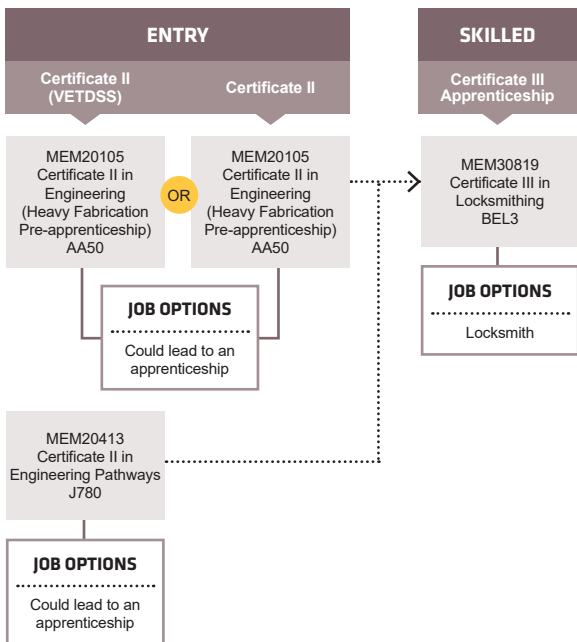 ENTRY
SKILLED
Certificate II
(VETDSS)
Certificate II
Certificate III
Apprenticeship
MEM20105
Certificate II in
Engineering
(Heavy Fabrication
Pre-apprenticeship)
AA50
OR
MEM20105
Certificate II in
Engineering
(Heavy Fabrication
Pre-apprenticeship)
AA50
MEM30819
Certificate III in
Locksmithing
BEL3
JOB OPTIONS
Could lead to an
apprenticeship
JOB OPTIONS
Locksmith
MEM20413
Certificate II in
Engineering Pathways
J780
JOB OPTIONS
Could lead to an
apprenticeship